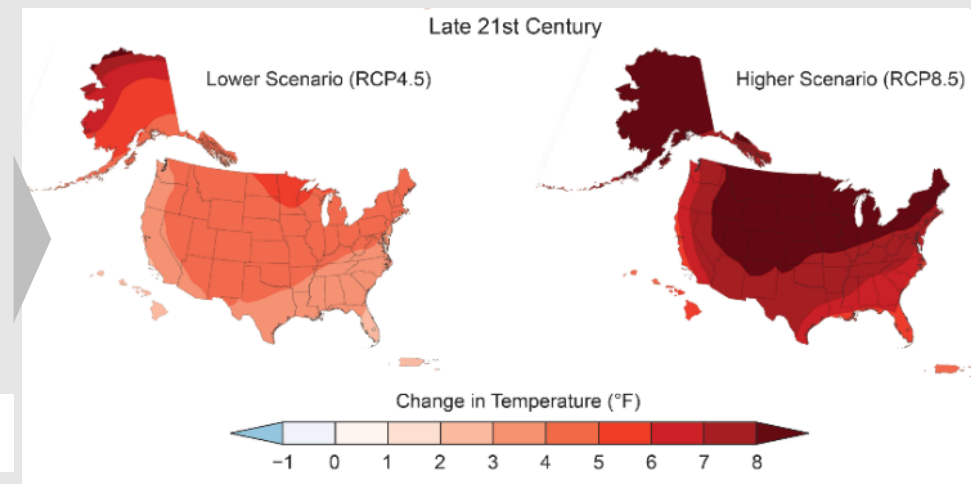 Late 21st Century
Lower Scenario (RCP4.5)
Higher Scenario (RCP8.5)
Change in Temperature (°F)
−1 0 1 2 3 4 5 6 7 8